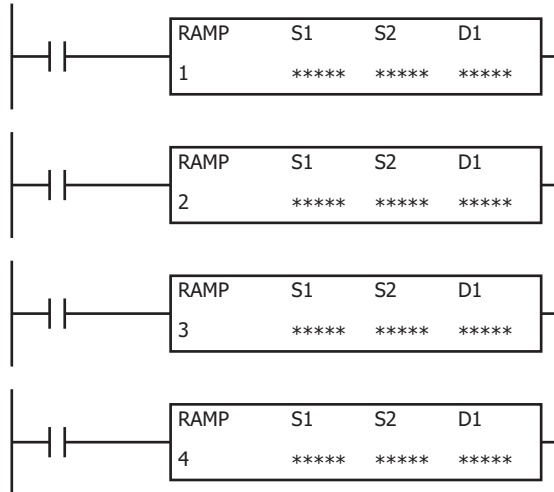 RAMP S1 S2 D1
1 ***** ***** *****
RAMP S1 S2 D1
2 ***** ***** *****
RAMP S1 S2 D1
3 ***** ***** *****
RAMP S1 S2 D1
4 ***** ***** *****